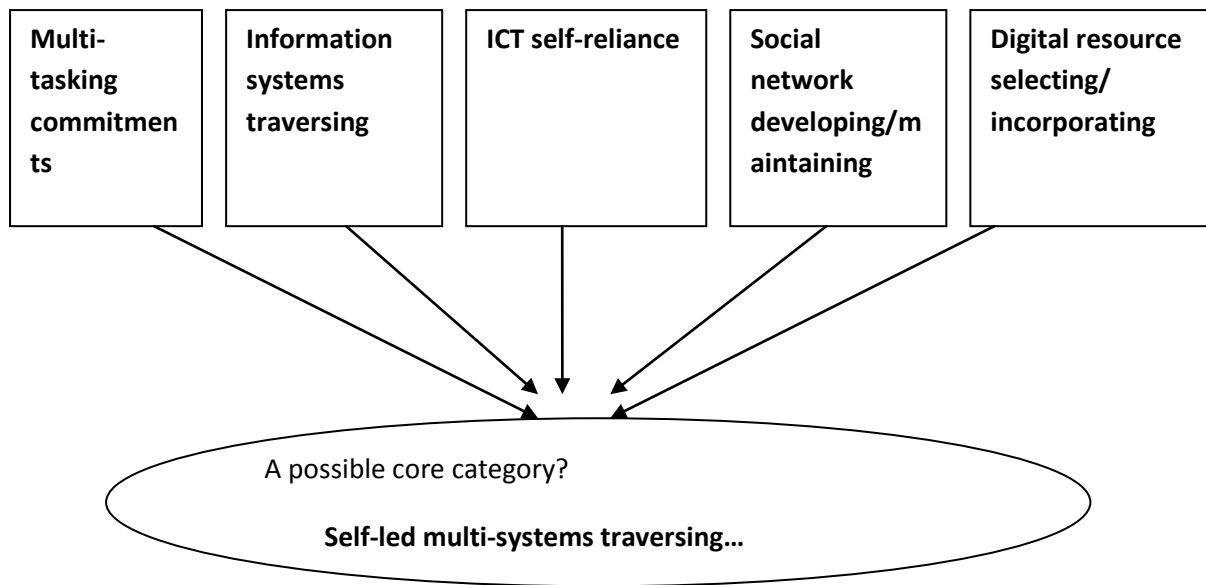 Multi-
tasking
commitmen
ts
Information
systems
traversing
ICT self-reliance
Social
network
developing/m
aintaining
Digital resource
selecting/
incorporating
A possible core category?
Self-led multi-systems traversing…